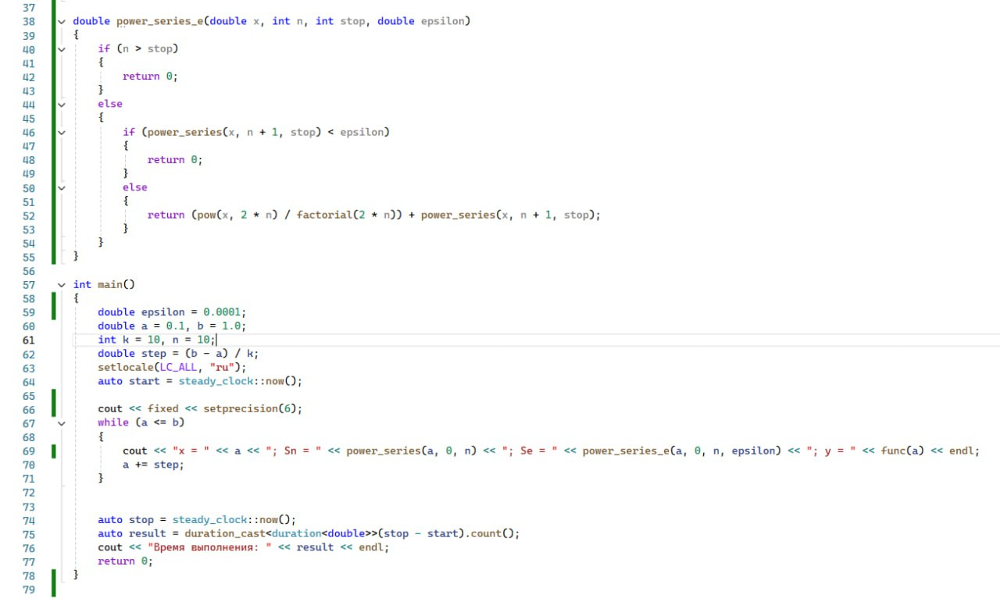 37
38 double power_series_e(double x, int n, int stop, double epsilon)
39 {
40 if (n > stop)
41 {
42 return 0;
43 }
44 else
45 {
46 if (power_series(x, n + 1, stop) < epsilon)
47 {
48 return 0;
49 }
50 else
51 {
52 return (pow(x, 2 * n) / factorial(2 * n)) + power_series(x, n + 1, stop);
53 }
54 }
55 }
56
57 int main()
58 {
59 double epsilon = 0.0001;
60 double a = 0.1, b = 1.0;
61 int k = 10, n = 10;
62 double step = (b - a) / k;
63 setlocale(LC_ALL, "ru");
64 auto start = steady_clock::now();
65
66 cout << fixed << setprecision(6);
67 while (a <= b)
68 {
69 cout << "x = " << a << "; Sn = " << power_series(a, 0, n) << "; Se = " << power_series_e(a, 0, n, epsilon) << "; y = " << func(a) << endl;
70 a += step;
71 }
72
73
74 auto stop = steady_clock::now();
75 auto result = duration_cast<duration<double>>(stop - start).count();
76 cout << "Время выполнения: " << result << endl;
77 return 0;
78 }
79